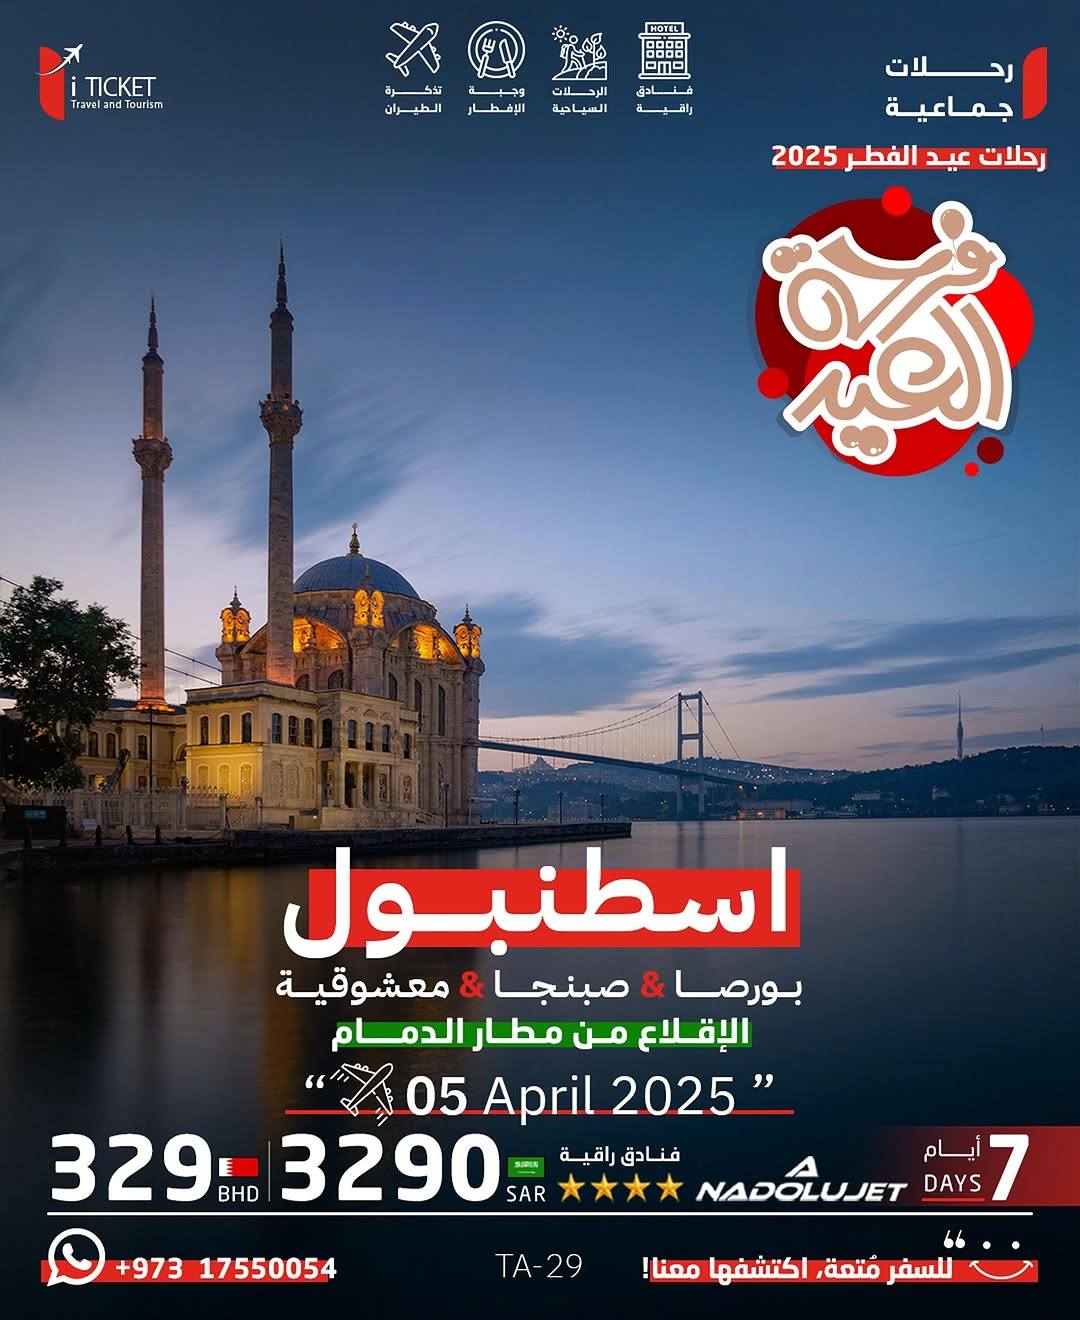 i TICKET
Travel and Tourism
HOTEL
تذكرة
الطيران
وجبة
الإفطار
الرحلات
السياحية
فنادق
راقية
رحلات
جماعية
رحلات عيد الفطر 2025
فرحة
العيد
اسطنبول
بورصا & صبنجا & معشوقية
الإقلاع من مطار الدمام
“ 05 April 2025 ”
329 BHD
3290 SAR
فنادق راقية
ANADOLUJET
7 أيام
DAYS
+973 17550054
TA-29
للسفر مُتعة، اكتشفها معنا!